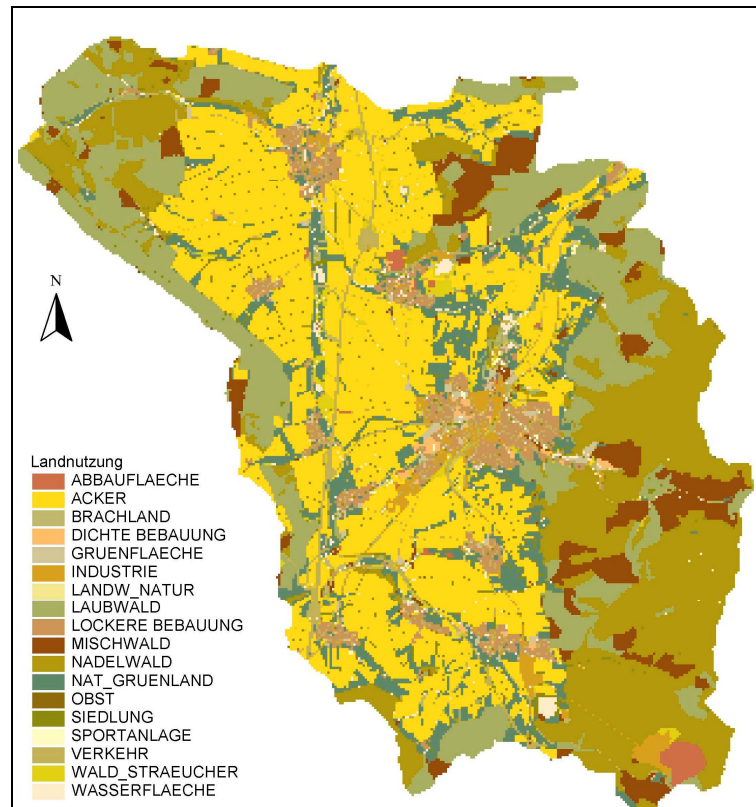 N
Landnutzung
ABBAUFLAECHE
ACKER
BRACHLAND
DICHTE BEBAUUNG
GRUENFLAECHE
INDUSTRIE
LANDW_NATUR
LAUBWALD
LOCKERE BEBAUUNG
MISCHWALD
NADELWALD
NAT_GRUENLAND
OBST
SIEDLUNG
SPORTANLAGE
VERKEHR
WALD_STRAEUCHER
WASSERFLAECHE